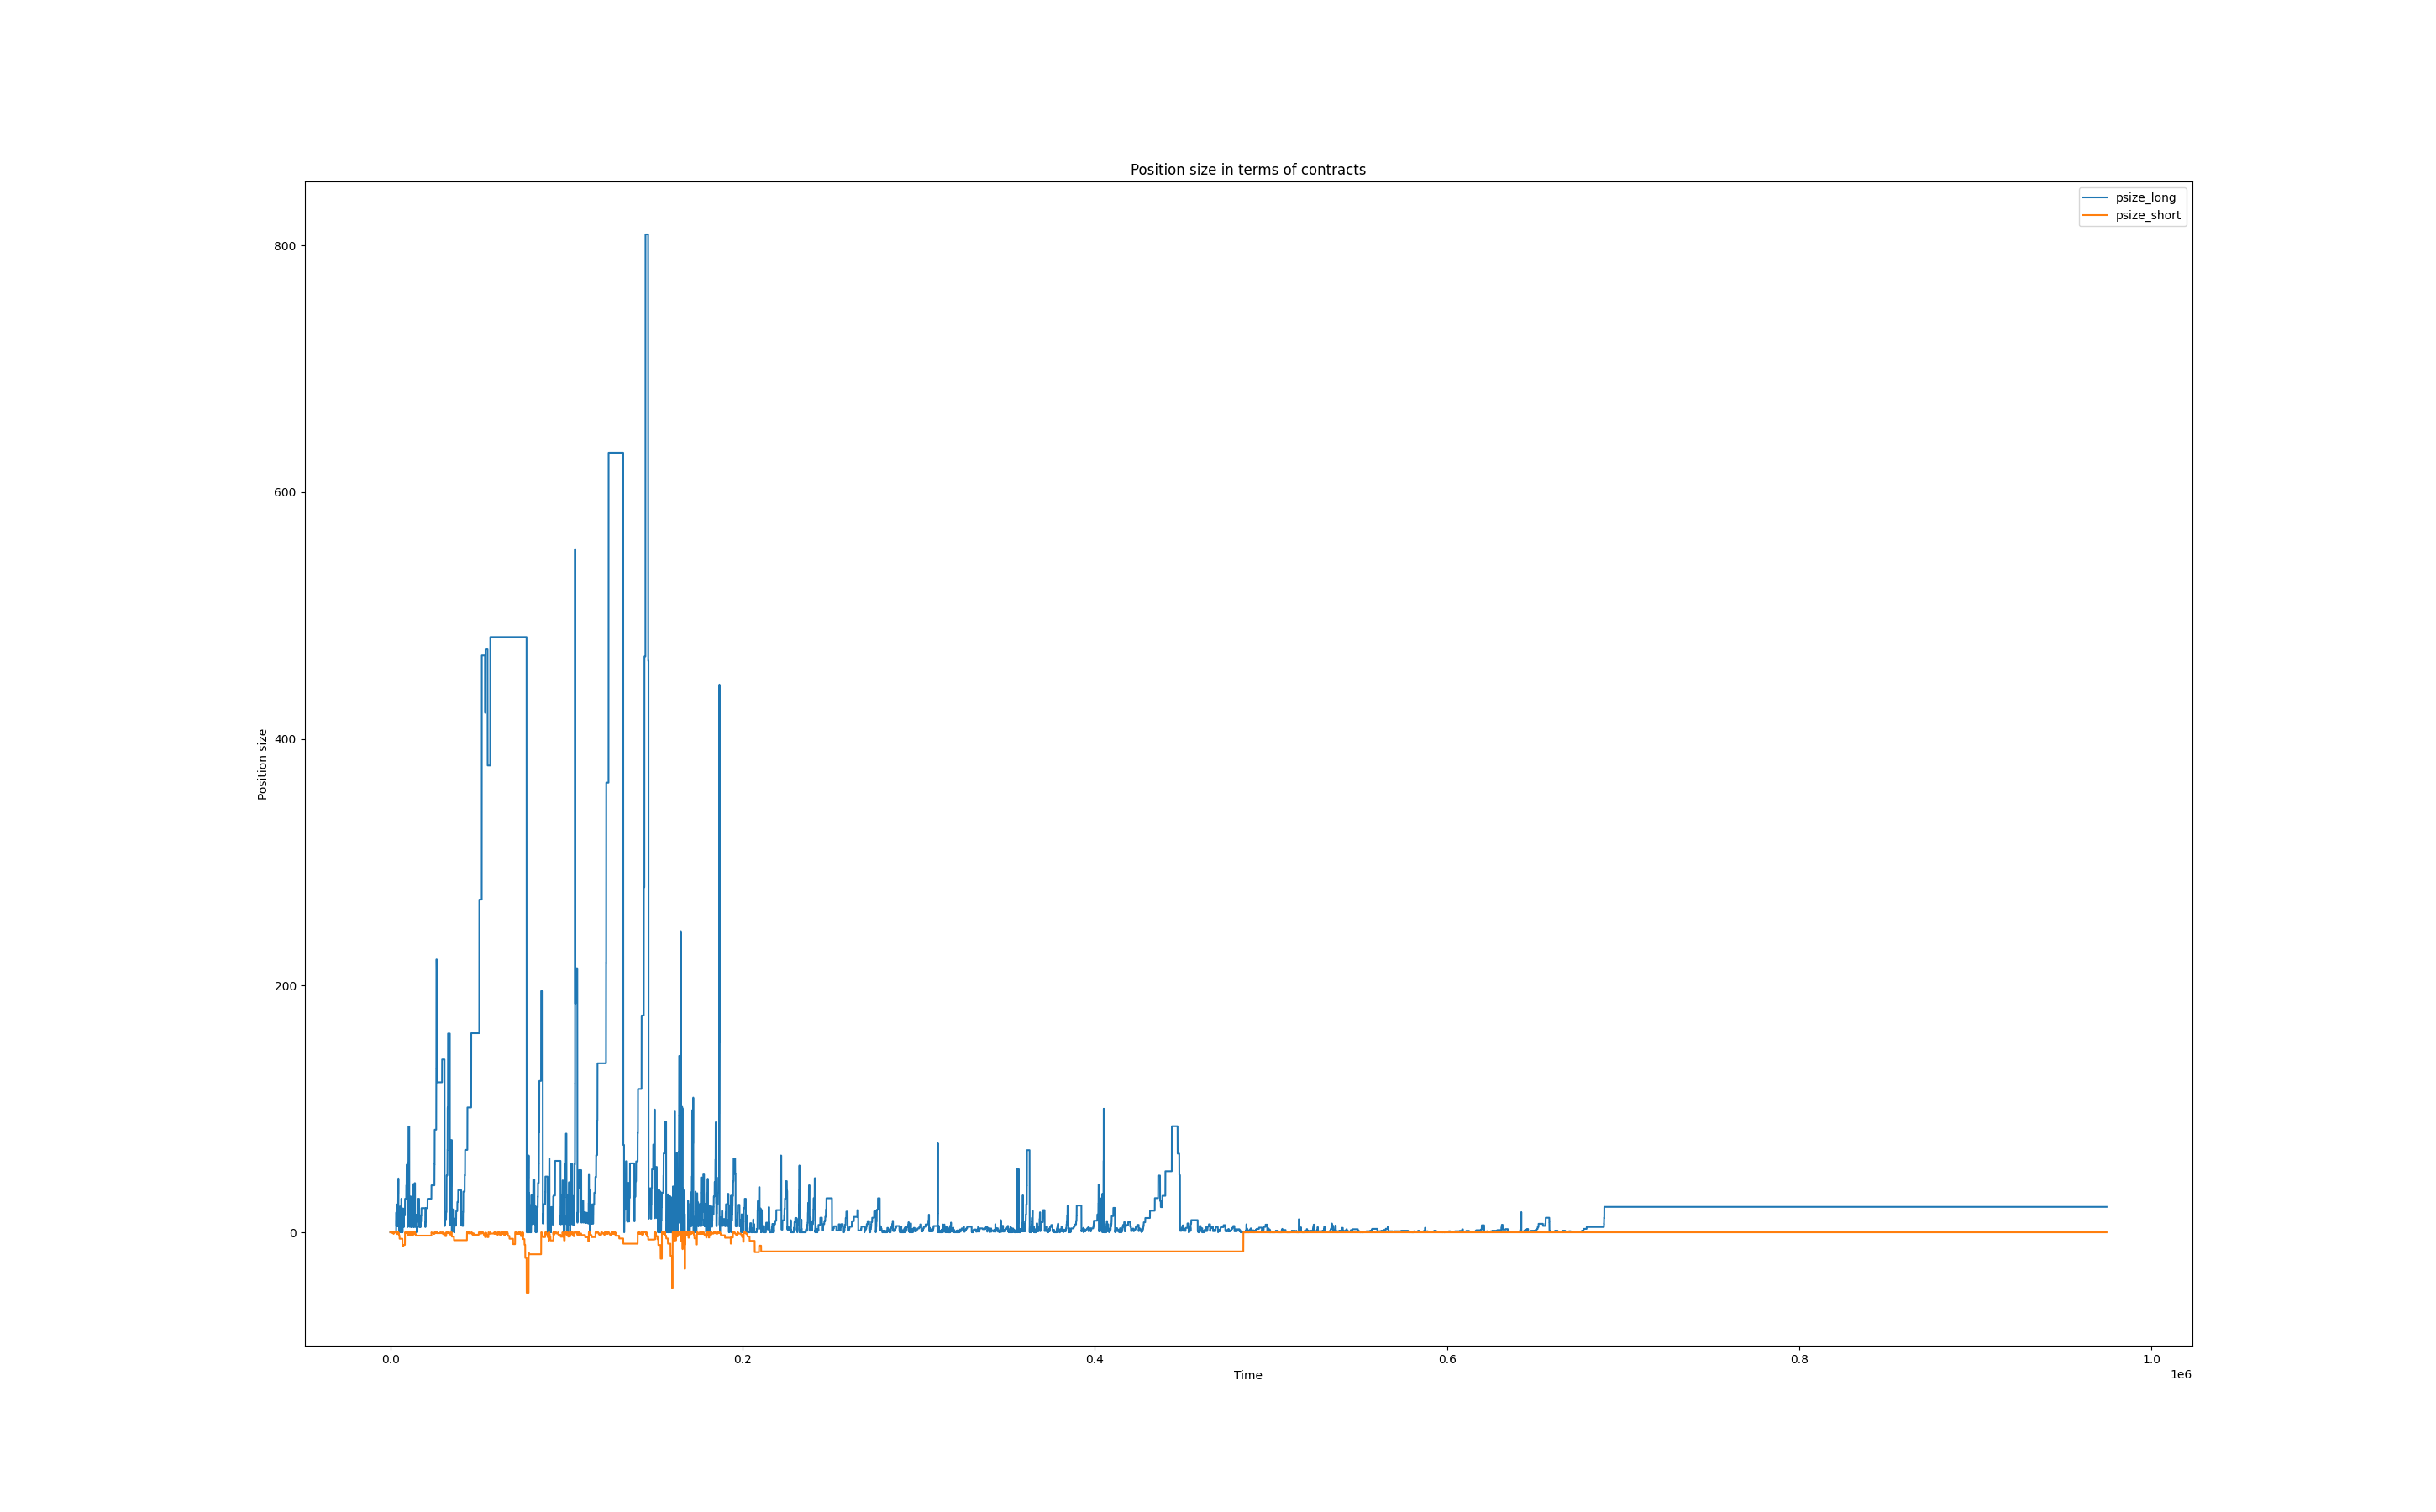 Position size in terms of contracts
psize_long
psize_short
Position size
800
600
400
200
0
0.0
0.2
0.4
0.6
0.8
1.0
1e6
Time